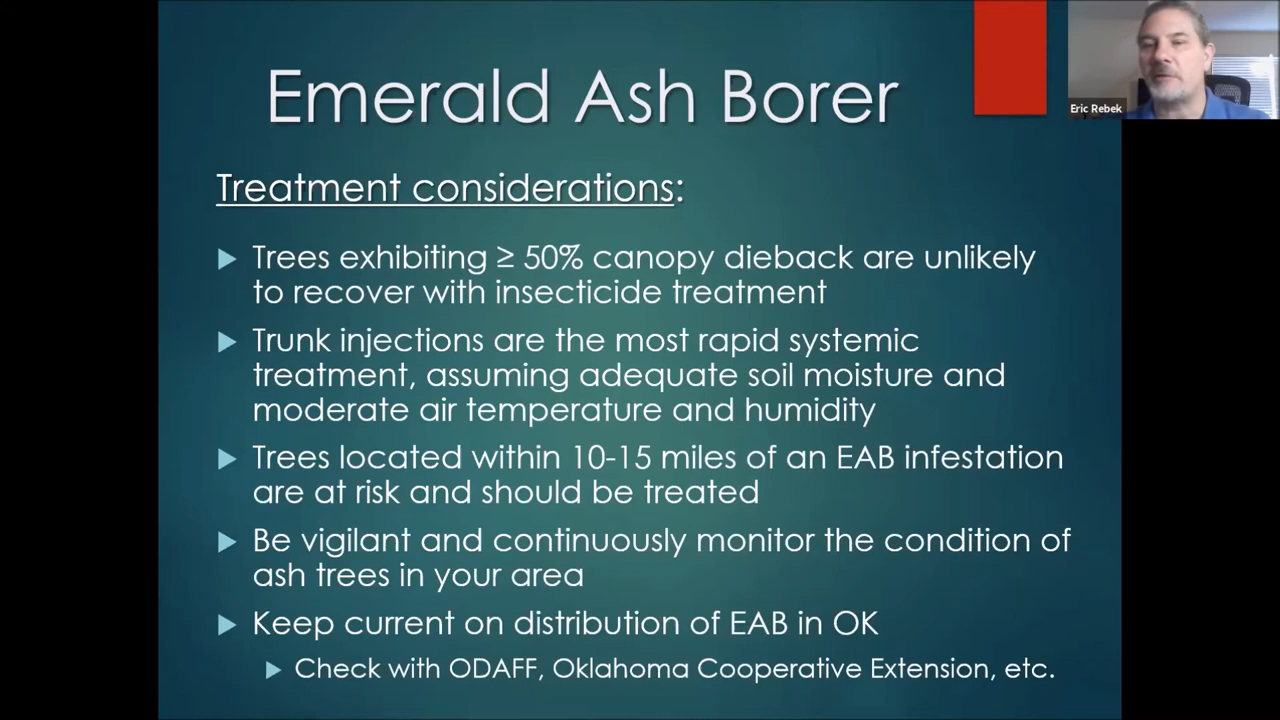 Emerald Ash Borer
Eric Rebek
Treatment considerations:
Trees exhibiting ≥ 50% canopy dieback are unlikely
to recover with insecticide treatment
Trunk injections are the most rapid systemic
treatment, assuming adequate soil moisture and
moderate air temperature and humidity
Trees located within 10-15 miles of an EAB infestation
are at risk and should be treated
Be vigilant and continuously monitor the condition of
ash trees in your area
Keep current on distribution of EAB in OK
Check with ODAFF, Oklahoma Cooperative Extension, etc.